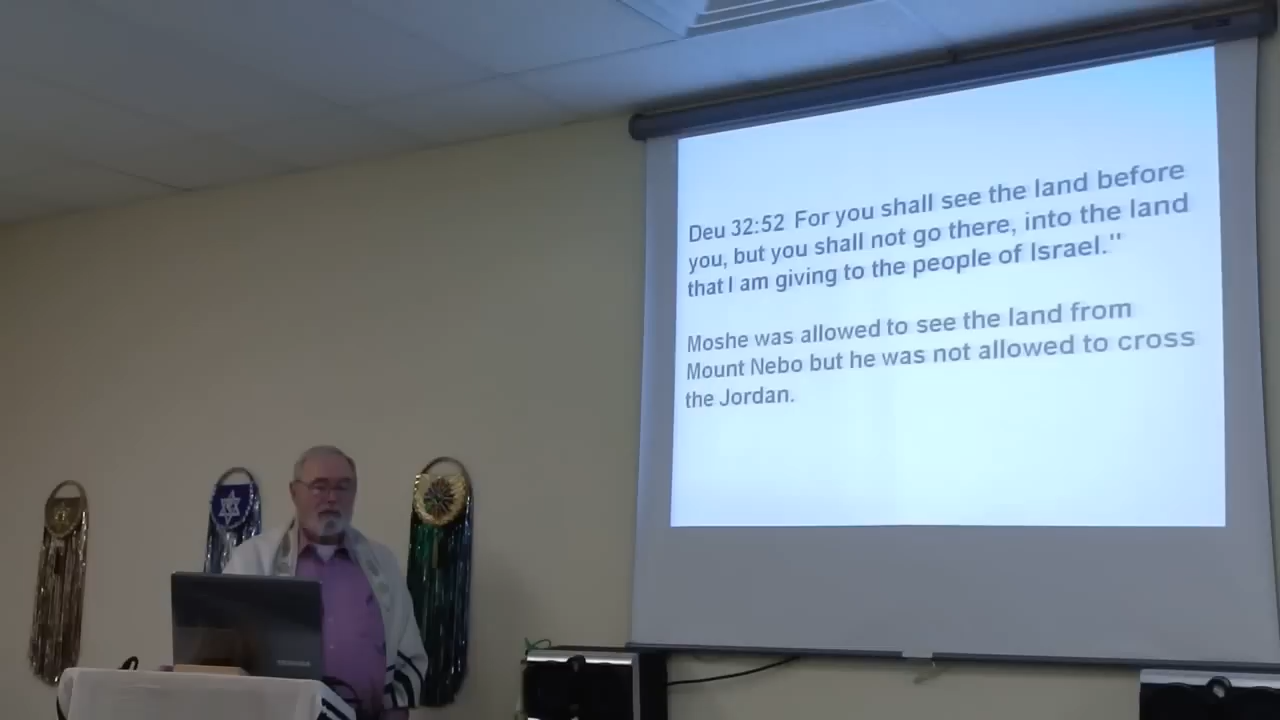 Deu 32:52 For you shall see the land before
you, but you shall not go there, into the land
that I am giving to the people of Israel."
Moshe was allowed to see the land from
Mount Nebo but he was not allowed to cross
the Jordan.
TOSHIBA